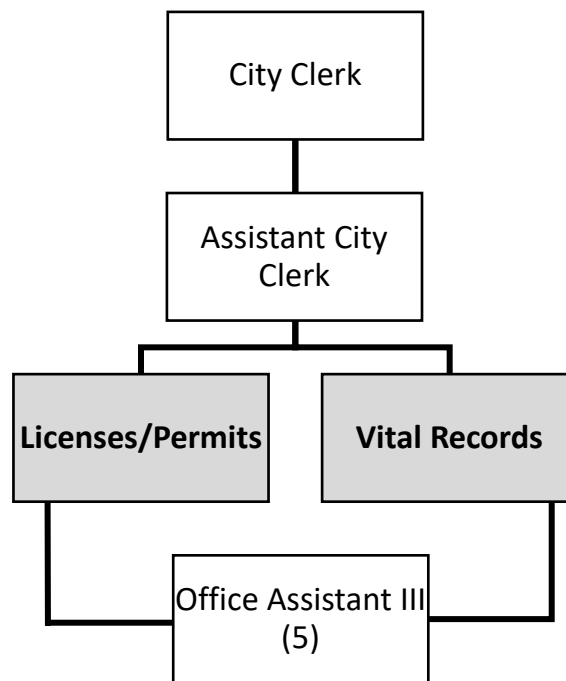 City Clerk
Assistant City
Clerk
Licenses/Permits
Vital Records
Office Assistant III
(5)